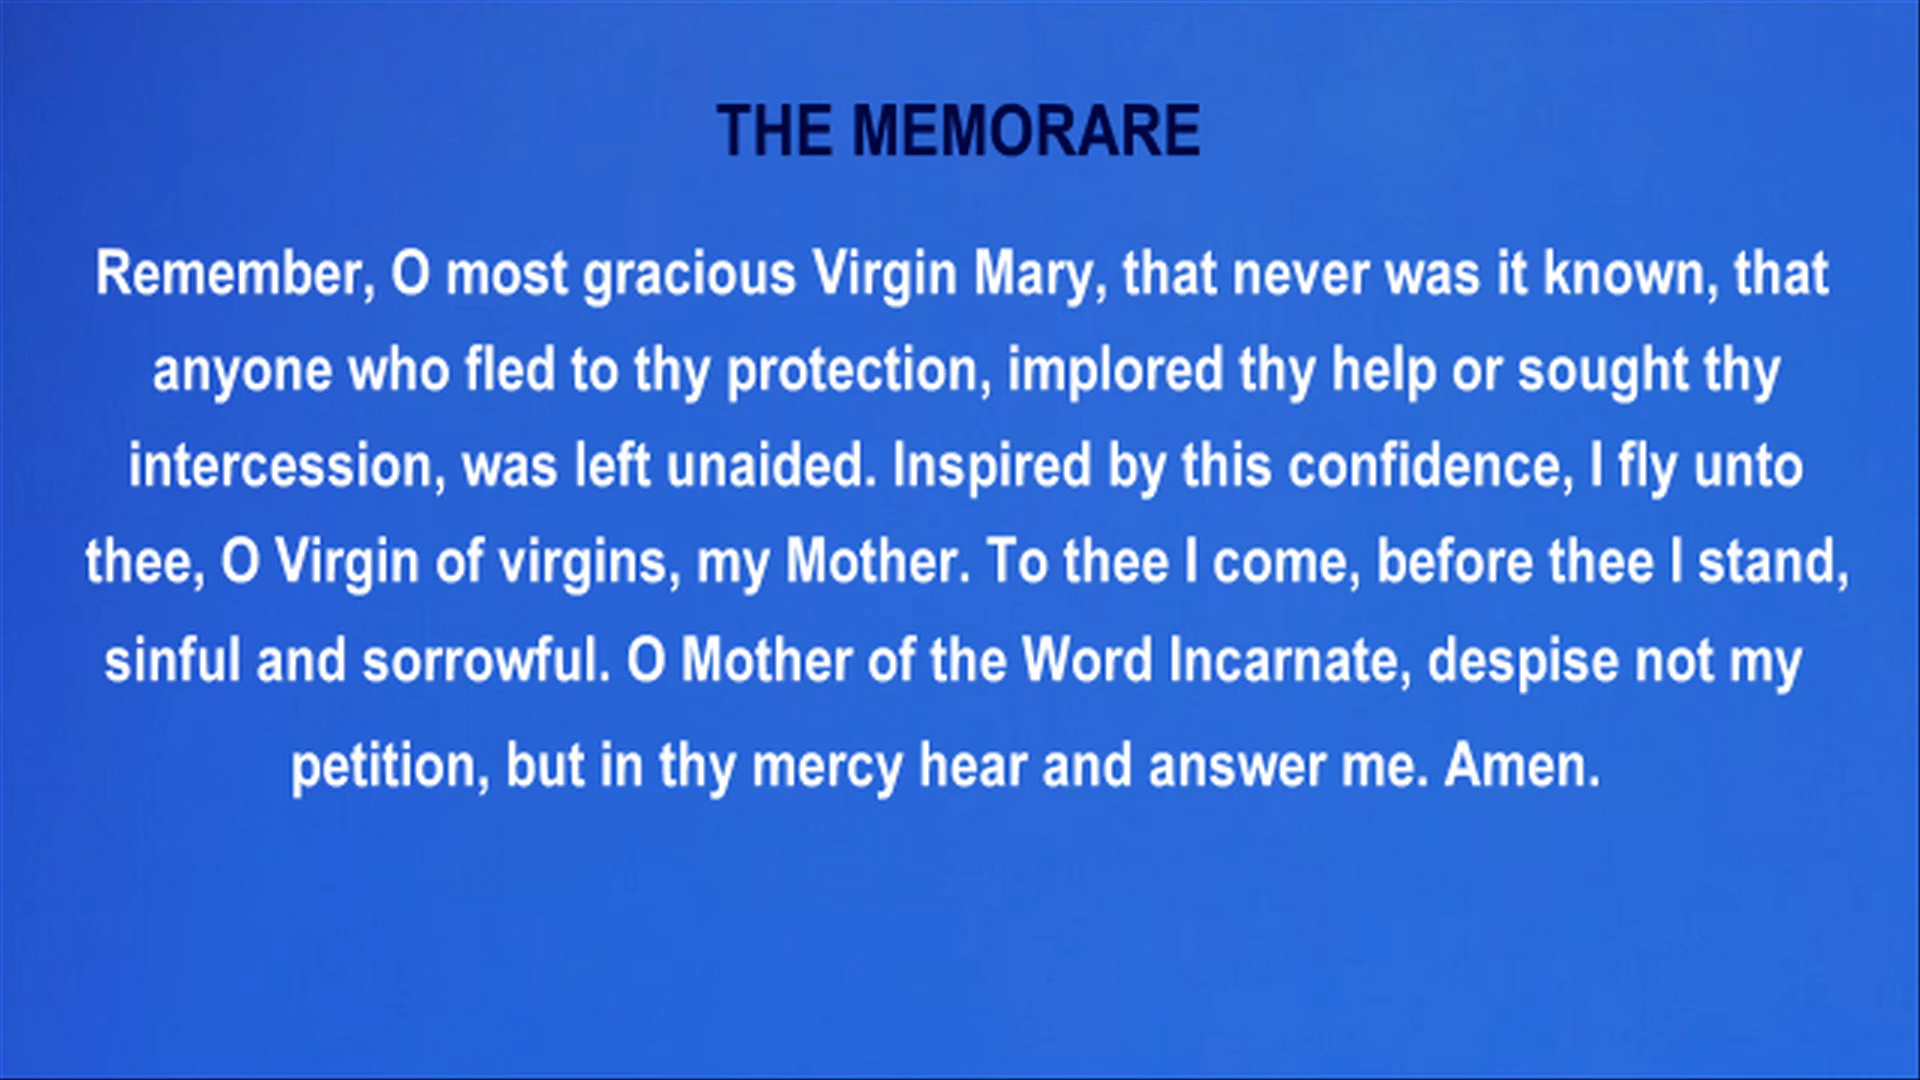 THE MEMORARE
Remember, O most gracious Virgin Mary, that never was it known, that
anyone who fled to thy protection, implored thy help or sought thy
intercession, was left unaided. Inspired by this confidence, I fly unto
thee, O Virgin of virgins, my Mother. To thee I come, before thee I stand,
sinful and sorrowful. O Mother of the Word Incarnate, despise not my
petition, but in thy mercy hear and answer me. Amen.